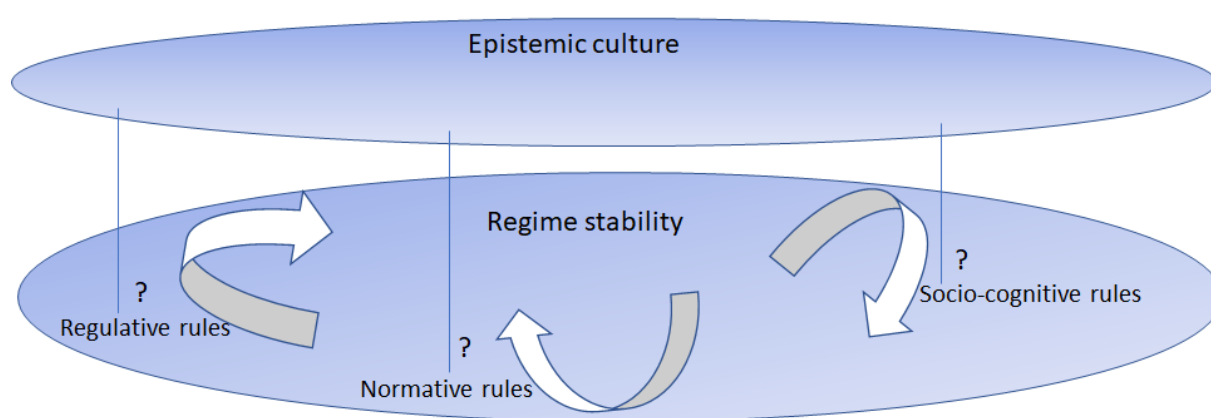 Epistemic culture
Regime stability
?
Regulative rules
?
Socio-cognitive rules
?
Normative rules